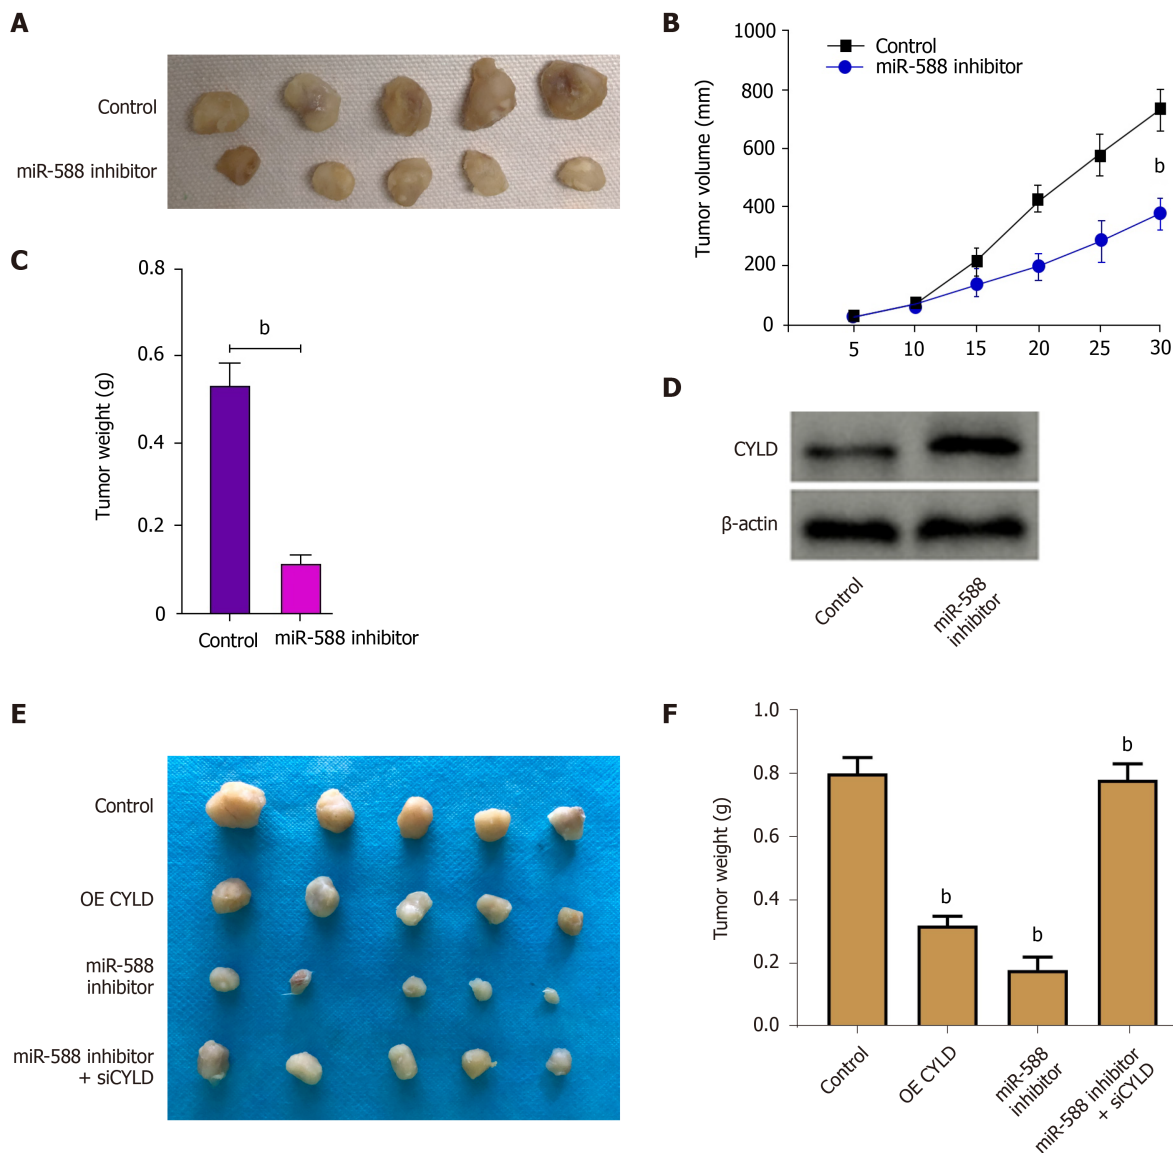 A
Control
miR-588 inhibitor
B
1000
800
600
400
200
0
Tumor volume (mm)
Control
miR-588 inhibitor
b
5
10
15
20
25
30
C
0.8
0.6
0.4
0.2
0
Tumor weight (g)
b
Control
miR-588 inhibitor
D
CYLD
β-actin
Control
miR-588
inhibitor
E
Control
OE CYLD
miR-588
inhibitor
miR-588 inhibitor
+ siCYLD
F
1.0
0.8
0.6
0.4
0.2
0.0
Tumor weight (g)
b
b
b
Control
OE CYLD
miR-588
inhibitor
miR-588 inhibitor
+ siCYLD